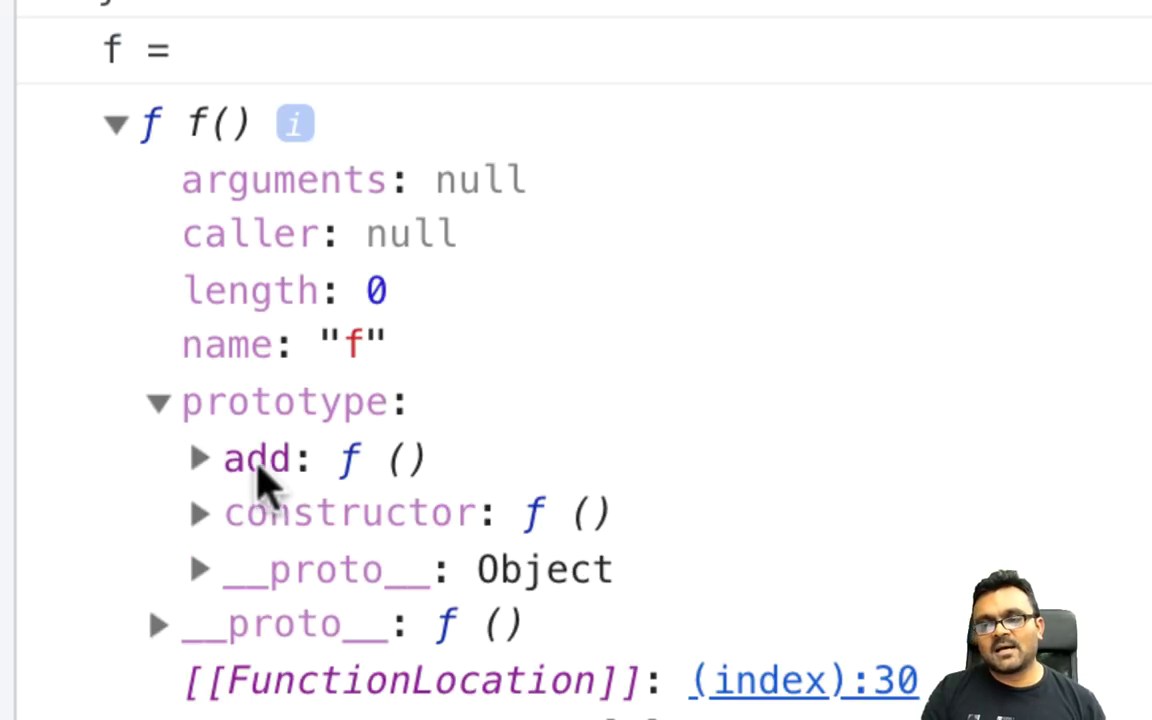 f =
▼ ƒ f() i
arguments: null
caller: null
length: 0
name: "f"
▼ prototype:
▶ add: ƒ ()
▶ constructor: ƒ ()
▶ __proto__: Object
▶ __proto__: ƒ ()
[[FunctionLocation]]: (index):30